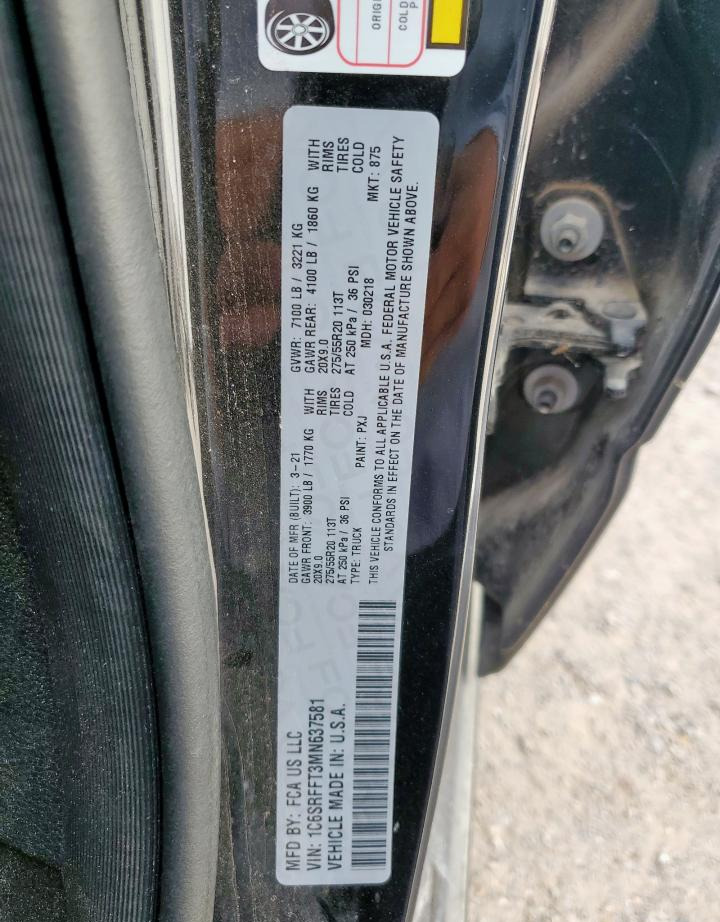 MFD BY: FCA US LLC
VIN: 1C6SRFFT3MN637581
VEHICLE MADE IN: U.S.A.
DATE OF MFR (BUILT): 3-21
GAWR FRONT: 3900 LB / 1770 KG WITH
20X9.0 RIMS
275/55R20 113T TIRES
AT 250 kPa / 36 PSI COLD
TYPE: TRUCK PAINT: PXJ
GVWR: 7100 LB / 3221 KG
GAWR REAR: 4100 LB / 1860 KG WITH
20X9.0 RIMS
275/55R20 113T TIRES
AT 250 kPa / 36 PSI COLD
MDH: 030218 MKT: 875
THIS VEHICLE CONFORMS TO ALL APPLICABLE U.S.A. FEDERAL MOTOR VEHICLE SAFETY
STANDARDS IN EFFECT ON THE DATE OF MANUFACTURE SHOWN ABOVE.
ORIGI
COLD
P